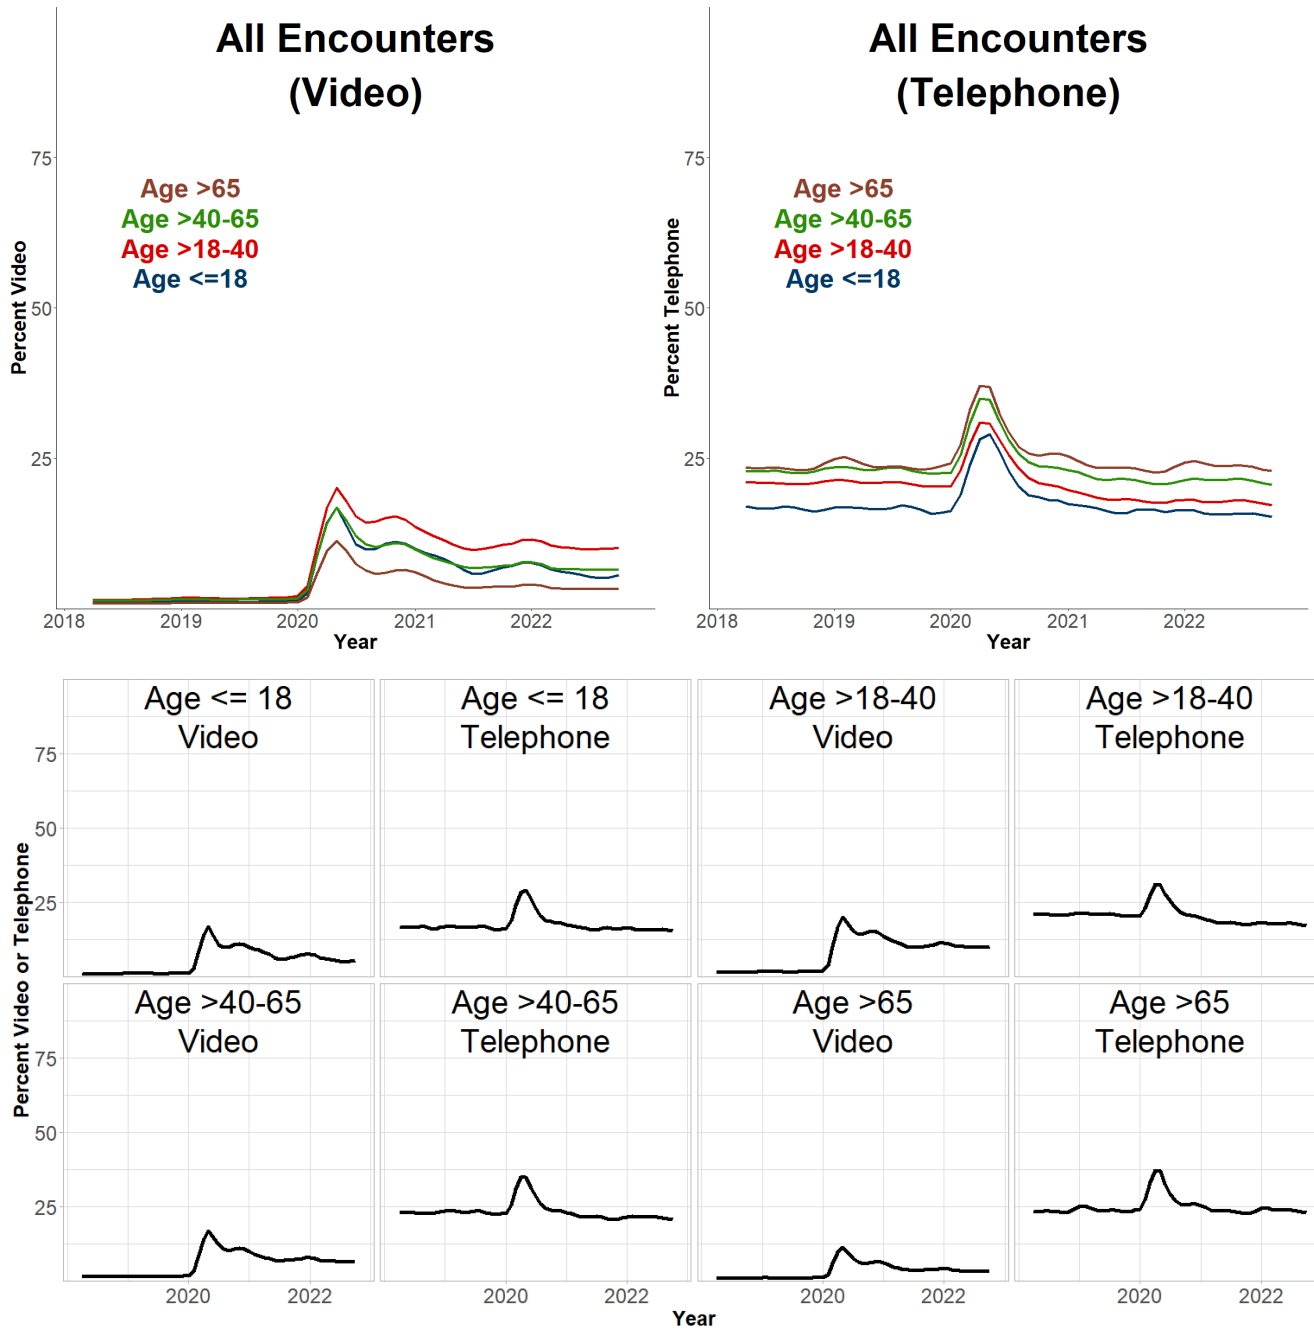 All Encounters
(Video)
Percent Video
75
50
25
Age >65
Age >40-65
Age >18-40
Age <=18
2018
2019
2020
2021
2022
Year
All Encounters
(Telephone)
Percent Telephone
75
50
25
Age >65
Age >40-65
Age >18-40
Age <=18
2018
2019
2020
2021
2022
Year
Percent Video or Telephone
Age <= 18
Video
Age <= 18
Telephone
Age >18-40
Video
Age >18-40
Telephone
75
50
25
Age >40-65
Video
Age >40-65
Telephone
Age >65
Video
Age >65
Telephone
75
50
25
2020
2022
2020
2022
2020
2022
2020
2022
Year